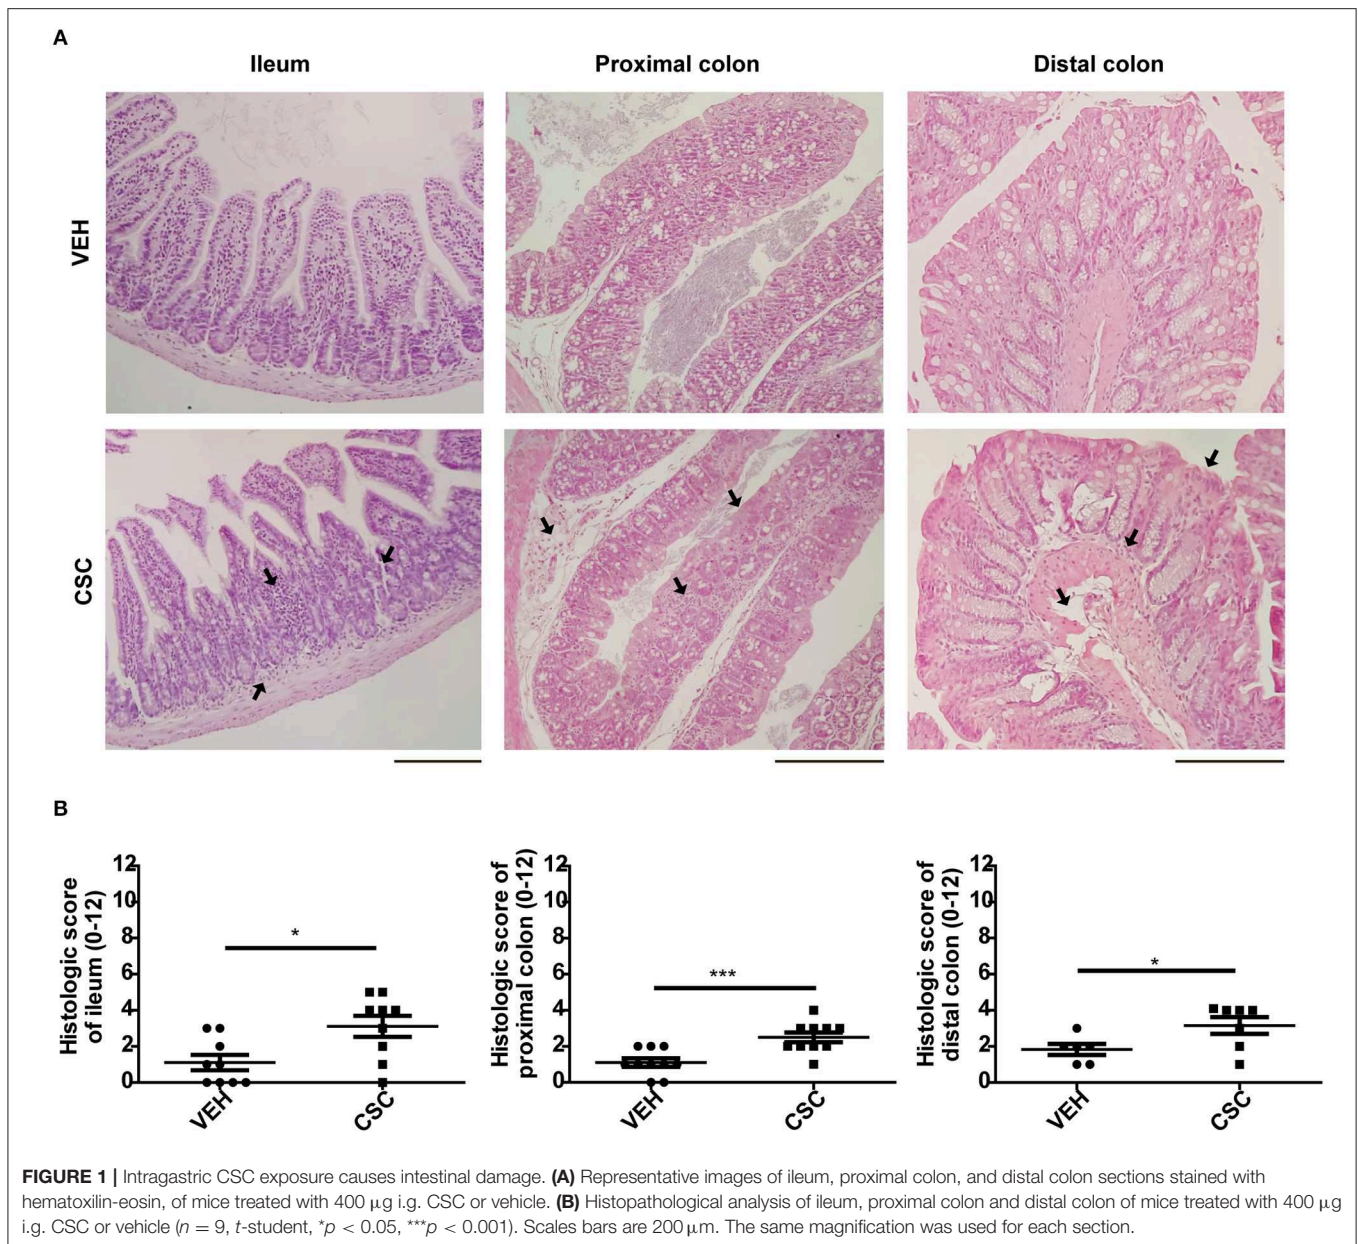 A
Ileum
Proximal colon
Distal colon
VEH
CSC
B
Histologic score
of ileum (0-12)
12
10
8
6
4
2
0
*
VEH
CSC
Histologic score of
proximal colon (0-12)
12
10
8
6
4
2
0
***
VEH
CSC
Histologic score of
distal colon (0-12)
12
10
8
6
4
2
0
*
VEH
CSC
FIGURE 1 | Intragastric CSC exposure causes intestinal damage. (A) Representative images of ileum, proximal colon, and distal colon sections stained with
hematoxilin-eosin, of mice treated with 400 µg i.g. CSC or vehicle. (B) Histopathological analysis of ileum, proximal colon and distal colon of mice treated with 400 µg
i.g. CSC or vehicle (n = 9, t-student, *p < 0.05, ***p < 0.001). Scales bars are 200 µm. The same magnification was used for each section.